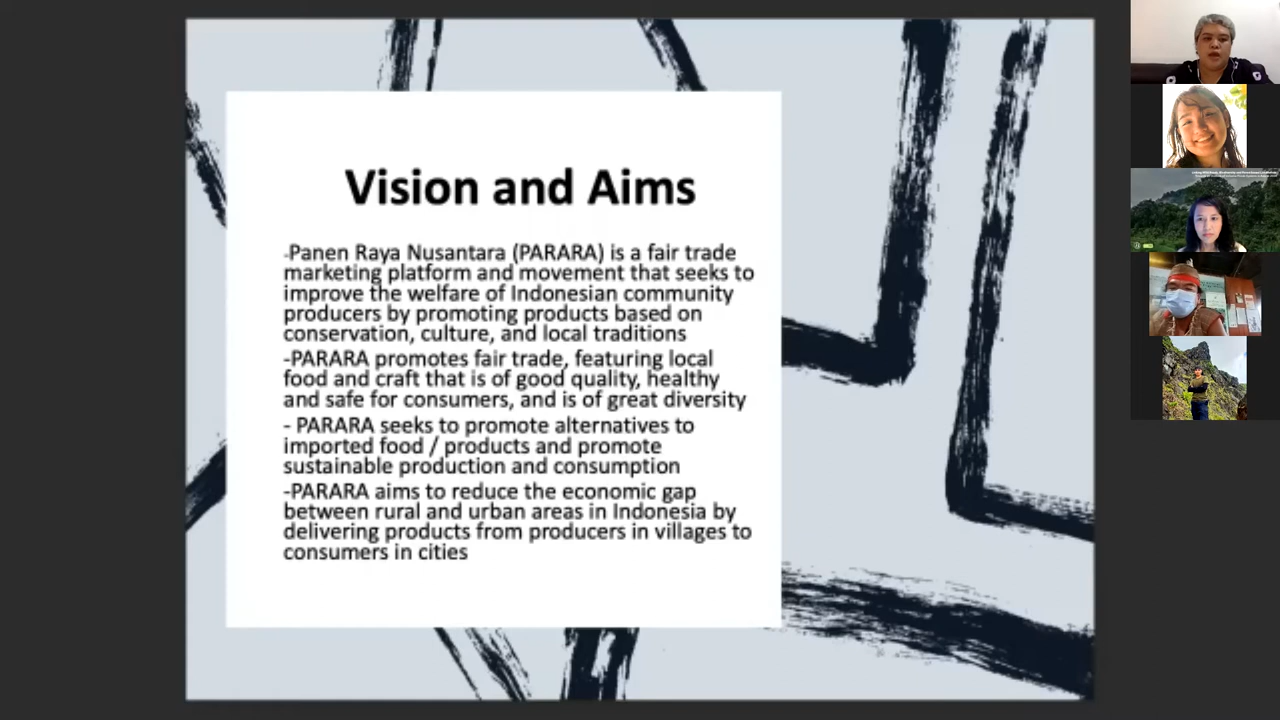 Vision and Aims
-Panen Raya Nusantara (PARARA) is a fair trade
marketing platform and movement that seeks to
improve the welfare of Indonesian community
producers by promoting products based on
conservation, culture, and local traditions
-PARARA promotes fair trade, featuring local
food and craft that is of good quality, healthy
and safe for consumers, and is of great diversity
- PARARA seeks to promote alternatives to
imported food / products and promote
sustainable production and consumption
-PARARA aims to reduce the economic gap
between rural and urban areas in Indonesia by
delivering products from producers in villages to
consumers in cities